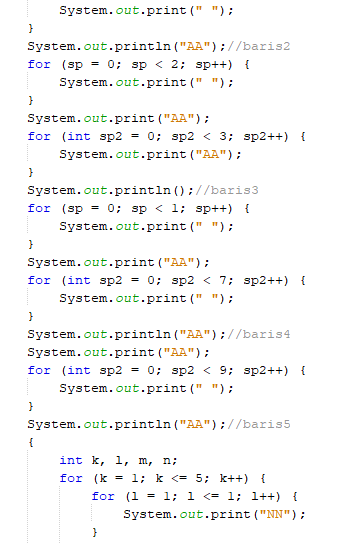 System.out.print(" ");
}
System.out.println("AA");//baris2
for (sp = 0; sp < 2; sp++) {
System.out.print(" ");
}
System.out.print("AA");
for (int sp2 = 0; sp2 < 3; sp2++) {
System.out.print("AA");
}
System.out.println();//baris3
for (sp = 0; sp < 1; sp++) {
System.out.print(" ");
}
System.out.print("AA");
for (int sp2 = 0; sp2 < 7; sp2++) {
System.out.print(" ");
}
System.out.println("AA");//baris4
System.out.print("AA");
for (int sp2 = 0; sp2 < 9; sp2++) {
System.out.print(" ");
}
System.out.println("AA");//baris5
{
int k, l, m, n;
for (k = 1; k <= 5; k++) {
for (l = 1; l <= 1; l++) {
System.out.print("NN");
}